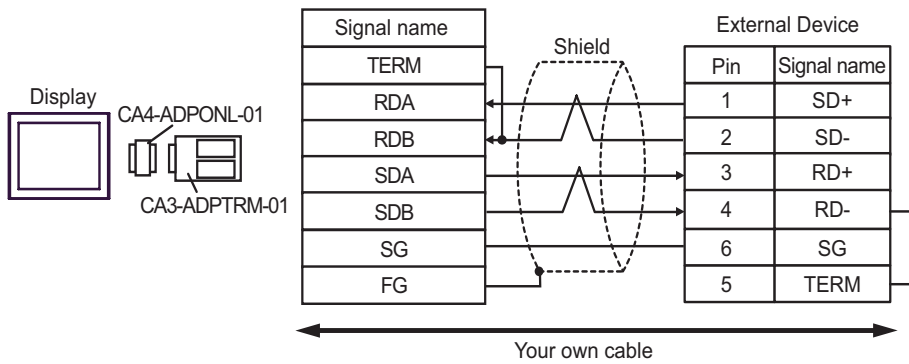 Display
CA4-ADPONL-01
CA3-ADPTRM-01
Signal name
TERM
RDA
RDB
SDA
SDB
SG
FG
Shield
External Device
Pin Signal name
1 SD+
2 SD-
3 RD+
4 RD-
6 SG
5 TERM
Your own cable